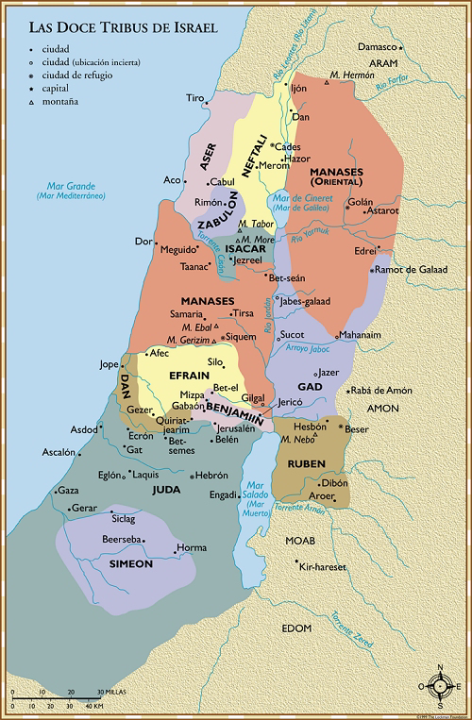 LAS DOCE TRIBUS DE ISRAEL
ciudad
ciudad (ubicación incierta)
ciudad de refugio
capital
montaña
Damasco
ARAM
Río Leontes (Río Litani)
M. Hermón
Río Farfar
Ijón
Tiro
Dan
ASER
NEFTALI
Cades
Hazor
Merom
MANASES
(ORIENTAL)
Mar Grande
(Mar Mediterráneo)
Aco
Cabul
Rimón
ZABULÓN
Mar de Cineret
(Mar de Galilea)
Golán
Astarot
M. Tabor
M. More
Río Yarmuk
Dor
Meguido
Torrente Cisón
ISACAR
Jezreel
Edrei
Taanac
Bet-seán
Ramot de Galaad
MANASES
Jabes-galaad
Samaria
Tirsa
Río Jordán
M. Ebal
M. Gerizim
Siquem
Sucot
Mahanaim
Arroyo Jaboc
Jope
Afec
Silo
DAN
EFRAIN
Jazer
GAD
Bet-el
Mizpa
Gabaón
Gilgal
Jericó
Rabá de Amón
AMON
Gezer
BENJAMIIN
Quiriat-
jearim
Jerusalén
Hesbón
Beser
M. Nebo
Asdod
Ecrón
Bet-
semes
Belén
Gat
Ascalón
RUBEN
Eglón
Laquis
Hebrón
JUDA
Engadi
Mar
Salado
(Mar
Muerto)
Dibón
Aroer
Gaza
Gerar
Siclag
Torrente Arnón
Beerseba
Horma
SIMEON
MOAB
Kir-hareset
EDOM
Torrente Zered
N
O
E
S
0 10 20 30 MILLAS
0 10 20 30 40 KM